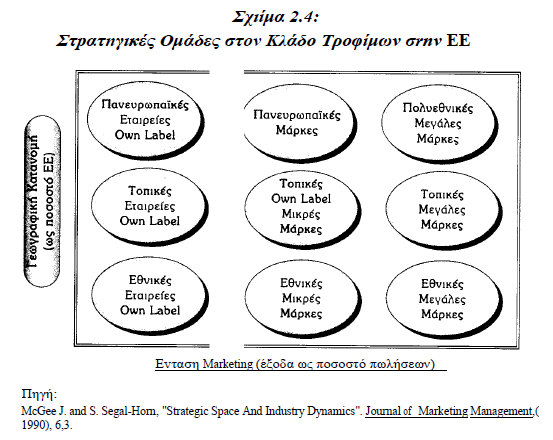 Σχιίμα 2.4:
Στρατηγικές Ομάδες στον Κλάδο Τροφίμων σrην ΕΕ
Πανευρωπαϊκές
Εταιρείες
Own Label
Πανευρωπαϊκές
Μάρκες
Πολυεθνικές
Μεγάλες
Μάρκες
Γεωγραφική Κατανομή
(ως ποσοστό ΕΕ)
Τοπικές
Εταιρείες
Own Label
Τοπικές
Own Label
Μικρές
Μάρκες
Τοπικές
Μεγάλες
Μάρκες
Εθνικές
Εταιρείες
Own Label
Εθνικές
Μικρές
Μάρκες
Εθνικές
Μεγάλες
Μάρκες
Ενταση Marketing (έξοδα ως ποσοστό πωλήσεων)
Πηγή:
McGee J. and S. Segal-Horn, "Strategic Space And Industry Dynamics". Journal of Marketing Management,(
1990), 6,3.